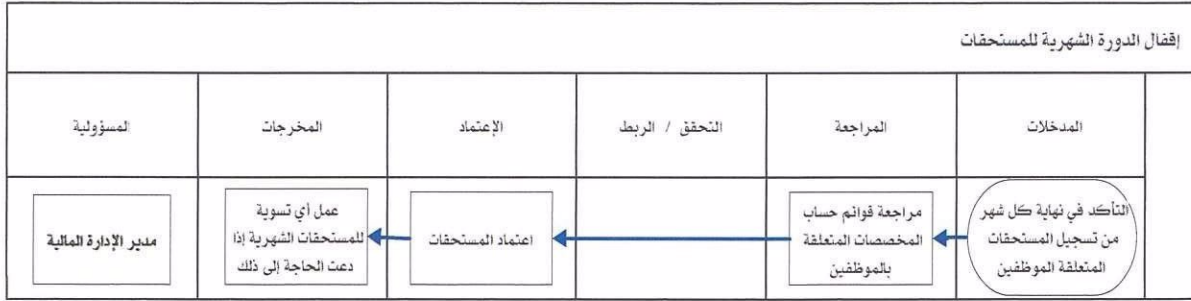 إقفال الدورة الشهرية للمستحقات
المدخلات
المراجعة
التحقق / الربط
الإعتماد
المخرجات
المسؤولية
التأكد في نهاية كل شهر
من تسجيل المستحقات
المتعلقة الموظفين
مراجعة قوائم حساب
المخصصات المتعلقة
بالموظفين
اعتماد المستحقات
عمل أي تسوية
للمستحقات الشهرية إذا
دعت الحاجة إلى ذلك
مدير الإدارة المالية